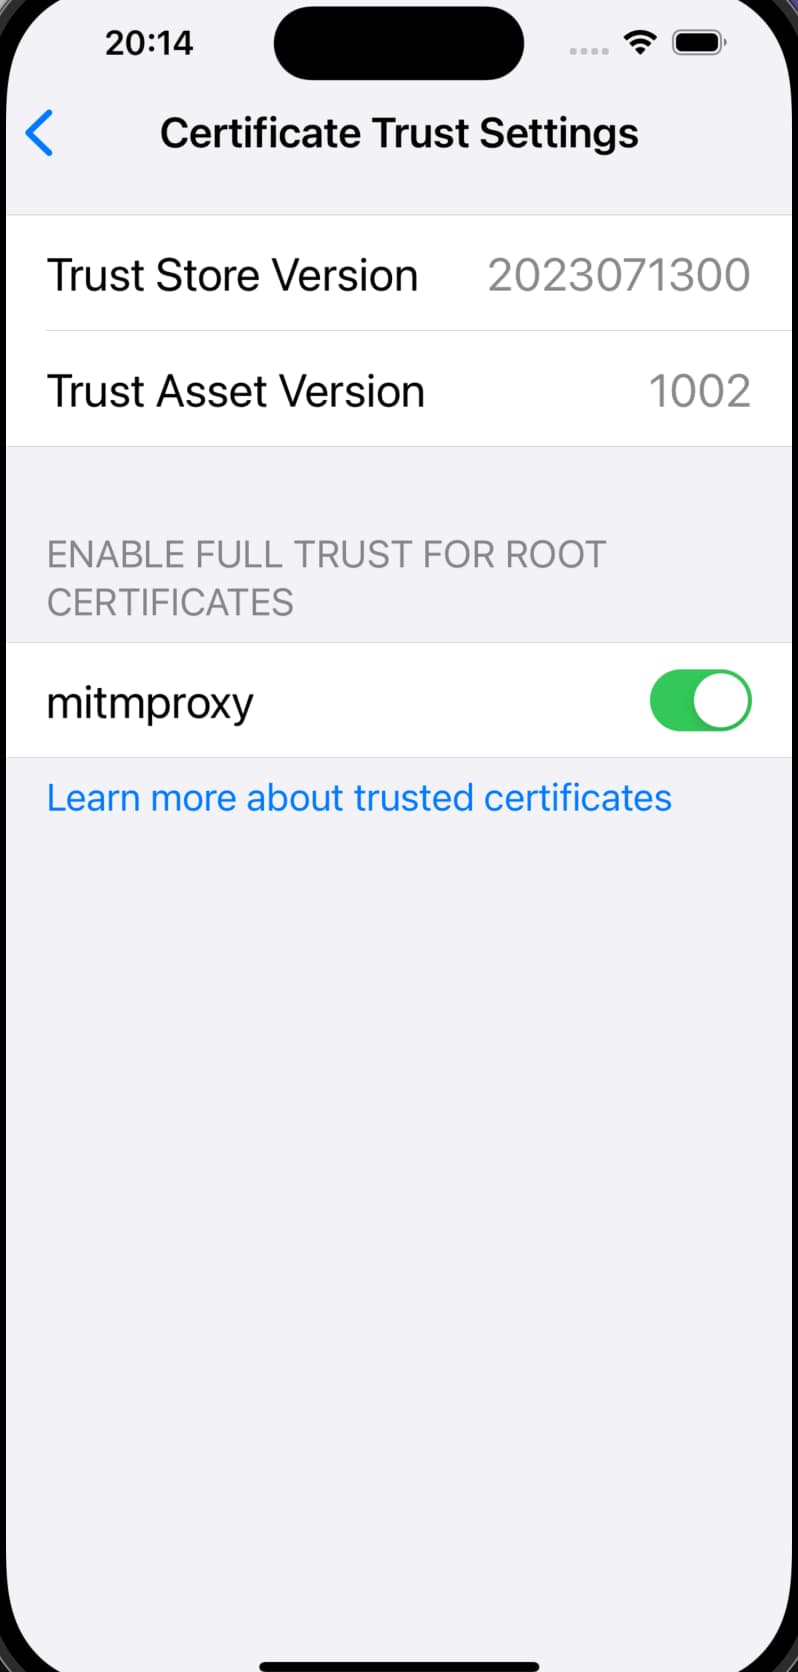 20:14
Certificate Trust Settings
Trust Store Version 2023071300
Trust Asset Version 1002
ENABLE FULL TRUST FOR ROOT
CERTIFICATES
mitmproxy
Learn more about trusted certificates